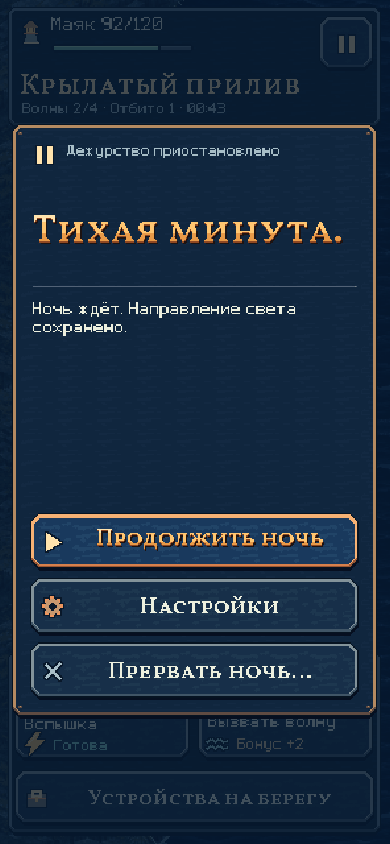 Маяк 92/120
Крылатый прилив
Волны 2/4 · Отбито 1 · 00:43
Дежурство приостановлено
Тихая минута.
Ночь ждёт. Направление света
сохранено.
Продолжить ночь
Настройки
Прервать ночь...
Вспышка
Готова
Вызвать волну
Бонус +2
Устройства на берегу